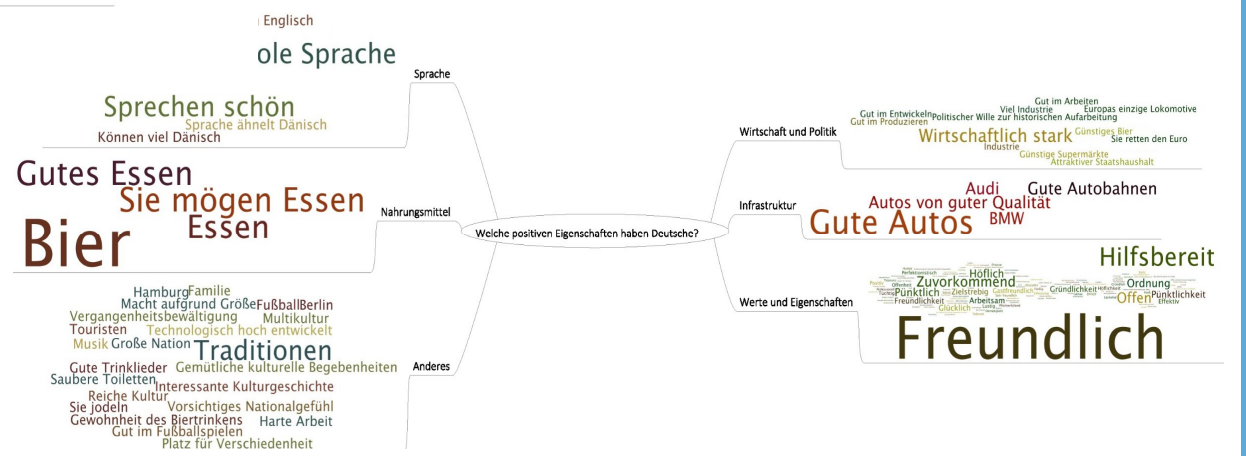 Englisch
ole Sprache
Sprache
Sprechen schön
Sprache ähnelt Dänisch
Können viel Dänisch
Gutes Essen
Sie mögen Essen
Essen
Bier
Nahrungsmittel
Welche positiven Eigenschaften haben Deutsche?
Hamburg Familie
Macht aufgrund Größe Fußball Berlin
Vergangenheitsbewältigung Multikultur
Touristen Technologisch hoch entwickelt
Musik Große Nation Traditionen
Gute Trinklieder Gemütliche kulturelle Begebenheiten
Saubere Toiletten Interessante Kulturgeschichte
Reiche Kultur
Sie jodeln Vorsichtiges Nationalgefühl
Gewohnheit des Biertrinkens Harte Arbeit
Gut im Fußballspielen
Platz für Verschiedenheit
Anderes
Wirtschaft und Politik
Gut im Arbeiten
Viel Industrie Europas einzige Lokomotive
Gut im Entwickeln Politischer Wille zur historischen Aufarbeitung
Gut im Produzieren
Wirtschaftlich stark Günstiges Bier
Industrie Sie retten den Euro
Günstige Supermärkte
Attraktiver Staatshaushalt
Infrastruktur
Audi Gute Autobahnen
Autos von guter Qualität
Gute Autos BMW
Werte und Eigenschaften
Hilfsbereit
Höflich
Perfektionistisch
Zuvorkommend Ordnung
Offenheit
Pünktlich Zielstrebig Gastfreundlich Gründlichkeit Höflichkeit
Freundlichkeit Arbeitsam Offen Pünktlichkeit
Effektiv
Glücklich Lustig
Freundlich